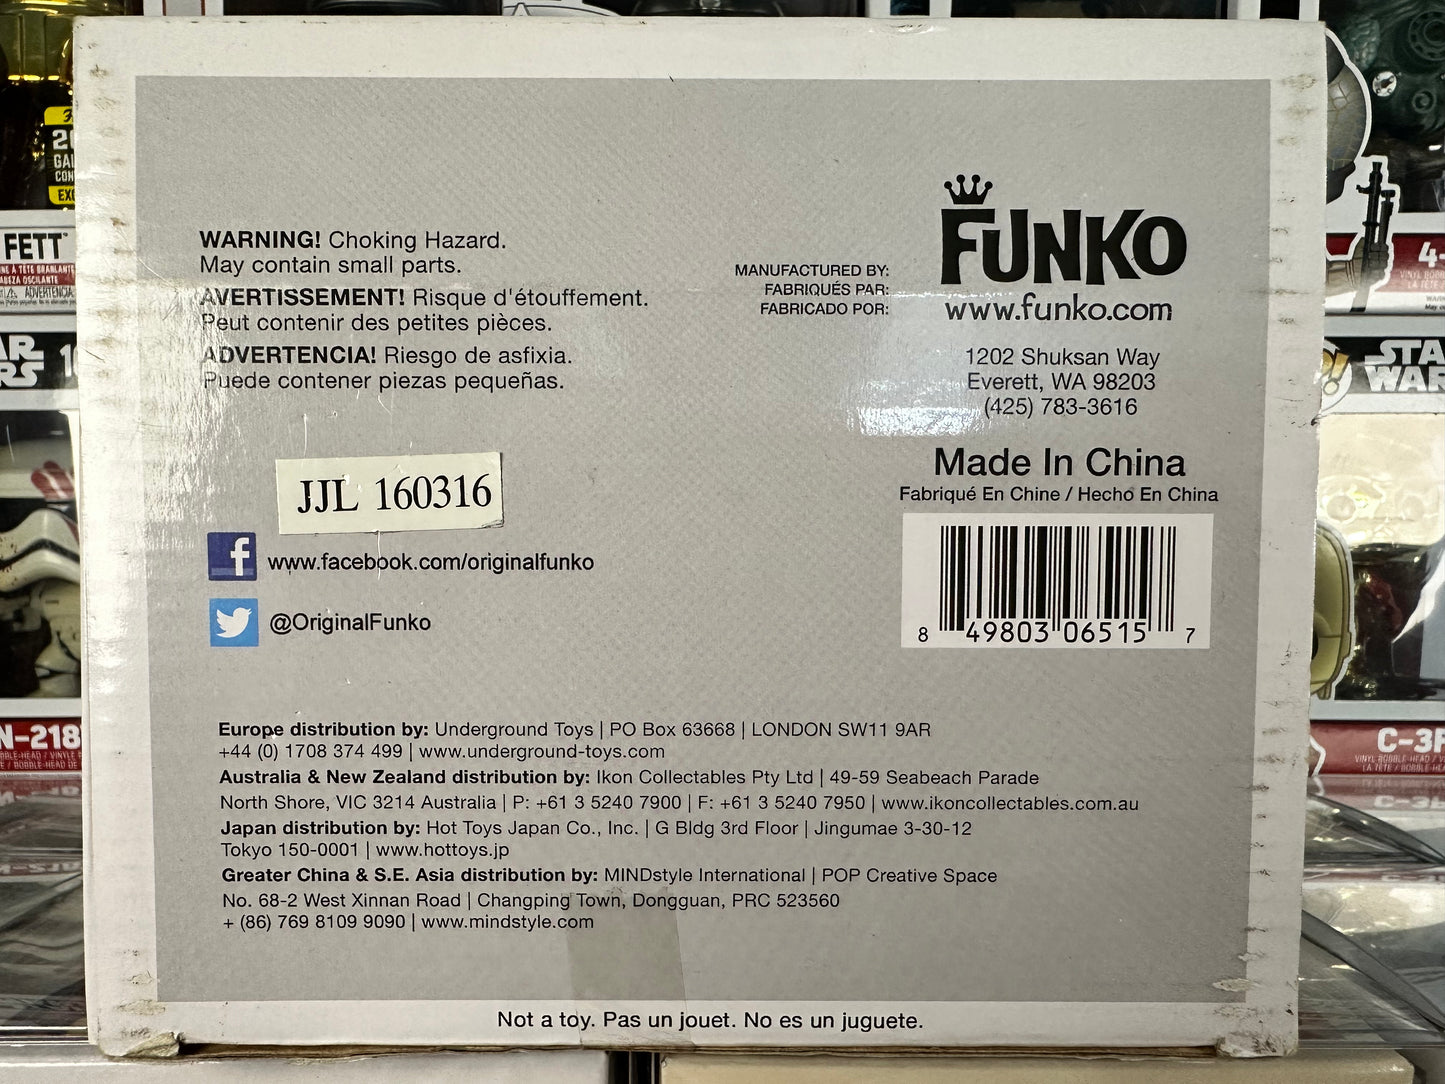 WARNING! Choking Hazard.
May contain small parts.
AVERTISSEMENT! Risque d'étouffement.
Peut contenir des petites pièces.
ADVERTENCIA! Riesgo de asfixia.
Puede contener piezas pequeñas.
MANUFACTURED BY:
FABRIQUÉS PAR:
FABRICADO POR:
FUNKO
www.funko.com
1202 Shuksan Way
Everett, WA 98203
(425) 783-3616
Made In China
Fabriqué En Chine / Hecho En China
8 49803 06515 7
JJL 160316
f www.facebook.com/originalfunko
@OriginalFunko
Europe distribution by: Underground Toys | PO Box 63668 | LONDON SW11 9AR
+44 (0) 1708 374 499 | www.underground-toys.com
Australia & New Zealand distribution by: Ikon Collectables Pty Ltd | 49-59 Seabeach Parade
North Shore, VIC 3214 Australia | P: +61 3 5240 7900 | F: +61 3 5240 7950 | www.ikoncollectables.com.au
Japan distribution by: Hot Toys Japan Co., Inc. | G Bldg 3rd Floor | Jingumae 3-30-12
Tokyo 150-0001 | www.hottoys.jp
Greater China & S.E. Asia distribution by: MINDstyle International | POP Creative Space
No. 68-2 West Xinnan Road | Changping Town, Dongguan, PRC 523560
+ (86) 769 8109 9090 | www.mindstyle.com
Not a toy. Pas un jouet. No es un juguete.
FETT
N-218
STA
WAR
C-3P